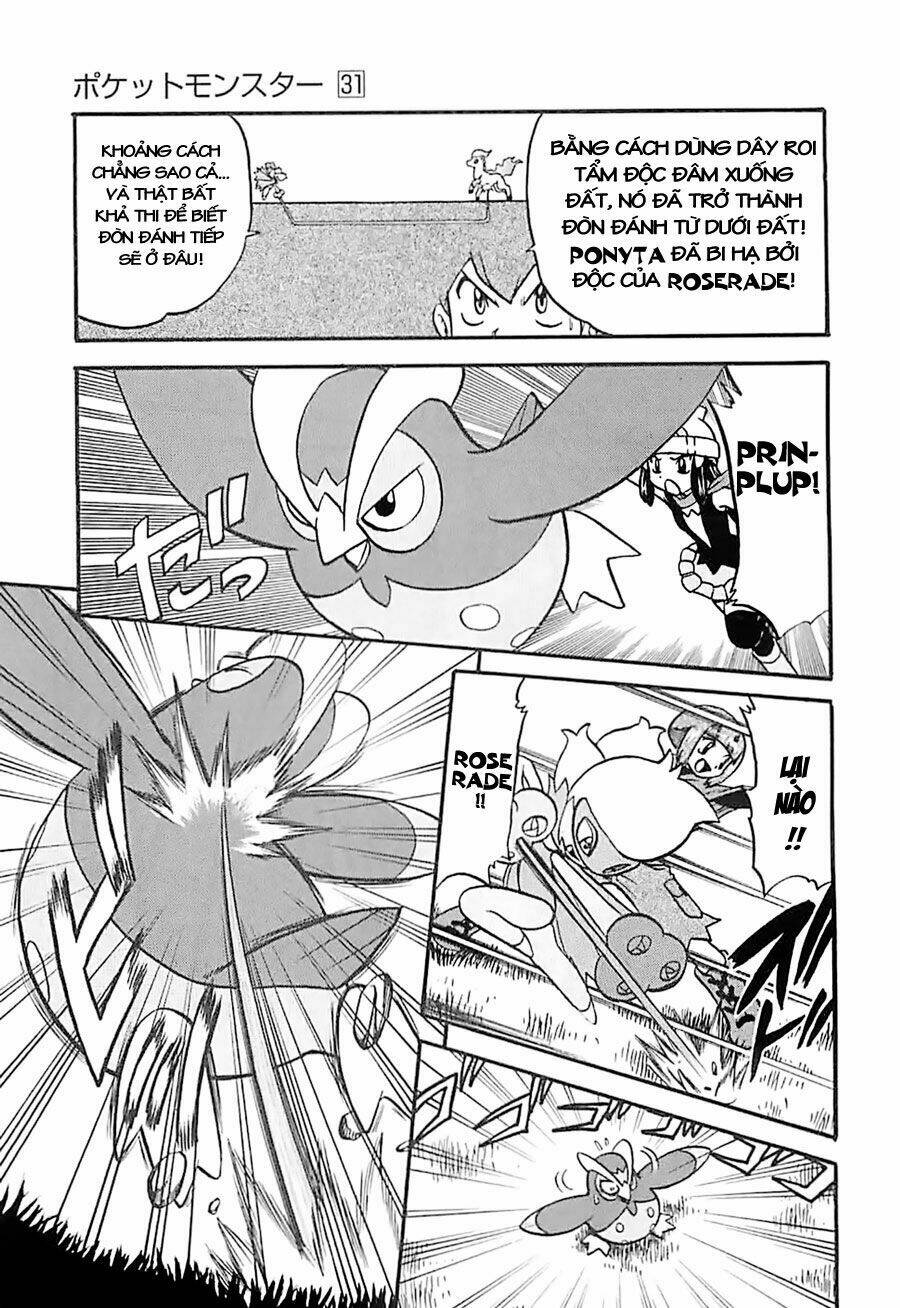 ポケットモンスター 31
BẰNG CÁCH DÙNG DÂY ROI
TẨM ĐỘC ĐÂM XUỐNG
ĐẤT, NÓ ĐÃ TRỞ THÀNH
ĐÒN ĐÁNH TỪ DƯỚI ĐẤT!
PONYTA ĐÃ BI HẠ BỞI
ĐỘC CỦA ROSERADE!
KHOẢNG CÁCH
CHẲNG SAO CẢ...
VÀ THẬT BẤT
KHẢ THI ĐỂ BIẾT
ĐÒN ĐÁNH TIẾP
SẼ Ở ĐÂU!
PRIN-
PLUP!
だっ
LẠI
NÀO
!!
ROSE
RADE
!!